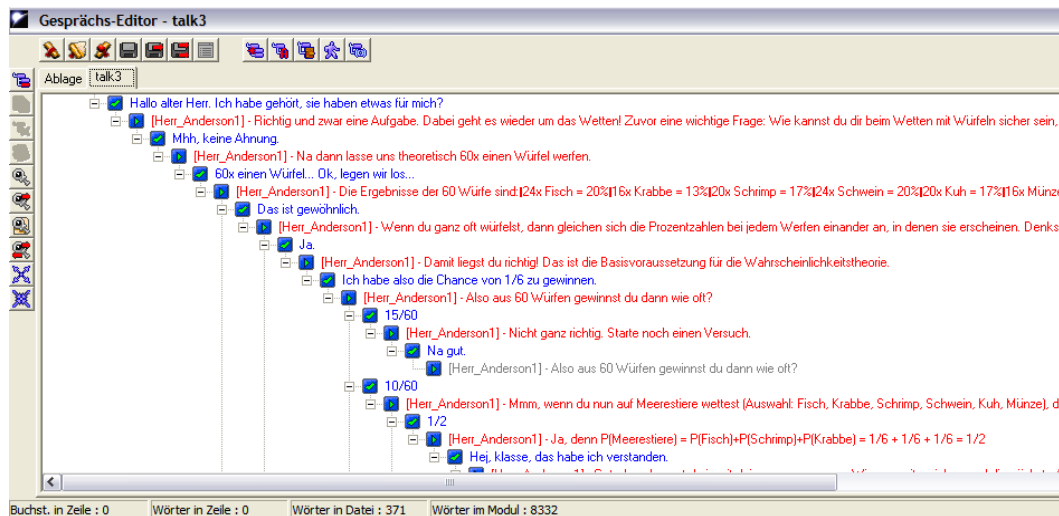 Gesprächs-Editor - talk3
Ablage talk3
Hallo alter Herr. Ich habe gehört, sie haben etwas für mich?
[Herr_Anderson1] - Richtig und zwar eine Aufgabe. Dabei geht es wieder um das Wetten! Zuvor eine wichtige Frage: Wie kannst du dir beim Wetten mit Würfeln sicher sein,
Mhh, keine Ahnung.
[Herr_Anderson1] - Na dann lasse uns theoretisch 60x einen Würfel werfen.
60x einen Würfel... Ok, legen wir los...
[Herr_Anderson1] - Die Ergebnisse der 60 Würfe sind:||24x Fisch = 20%||16x Krabbe = 13%||20x Schrimp = 17%||24x Schwein = 20%||20x Kuh = 17%||16x Münze
Das ist gewöhnlich.
[Herr_Anderson1] - Wenn du ganz oft würfelst, dann gleichen sich die Prozentzahlen bei jedem Werfen einander an, in denen sie erscheinen. Denks
Ja.
[Herr_Anderson1] - Damit liegst du richtig! Das ist die Basisvoraussetzung für die Wahrscheinlichkeitstheorie.
Ich habe also die Chance von 1/6 zu gewinnen.
[Herr_Anderson1] - Also aus 60 Würfen gewinnst du dann wie oft?
15/60
[Herr_Anderson1] - Nicht ganz richtig. Starte noch einen Versuch.
Na gut.
[Herr_Anderson1] - Also aus 60 Würfen gewinnst du dann wie oft?
10/60
[Herr_Anderson1] - Mmm, wenn du nun auf Meerestiere wettest (Auswahl: Fisch, Krabbe, Schrimp, Schwein, Kuh, Münze), d
1/2
[Herr_Anderson1] - Ja, denn P(Meerestiere) = P(Fisch)+P(Schrimp)+P(Krabbe) = 1/6 + 1/6 + 1/6 = 1/2
Hej, klasse, das habe ich verstanden.
Buchst. in Zeile : 0 Wörter in Zeile : 0 Wörter in Datei : 371 Wörter im Modul : 8332